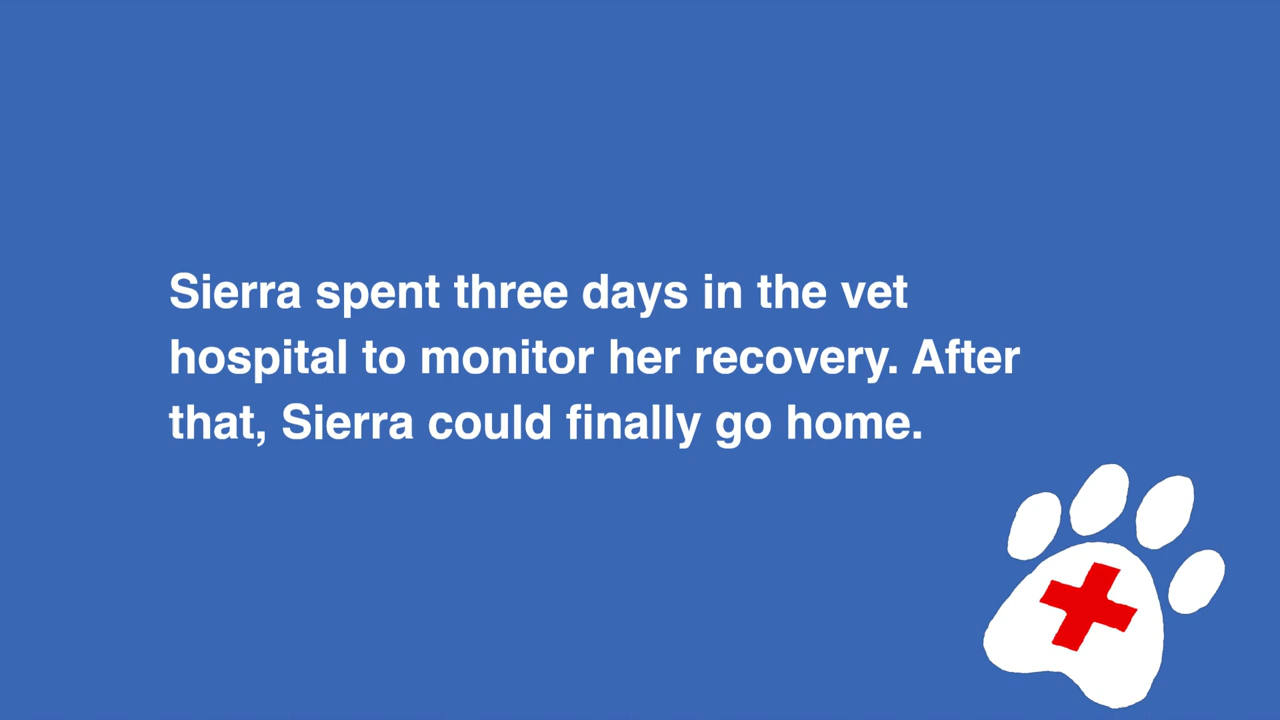 Sierra spent three days in the vet
hospital to monitor her recovery. After
that, Sierra could finally go home.